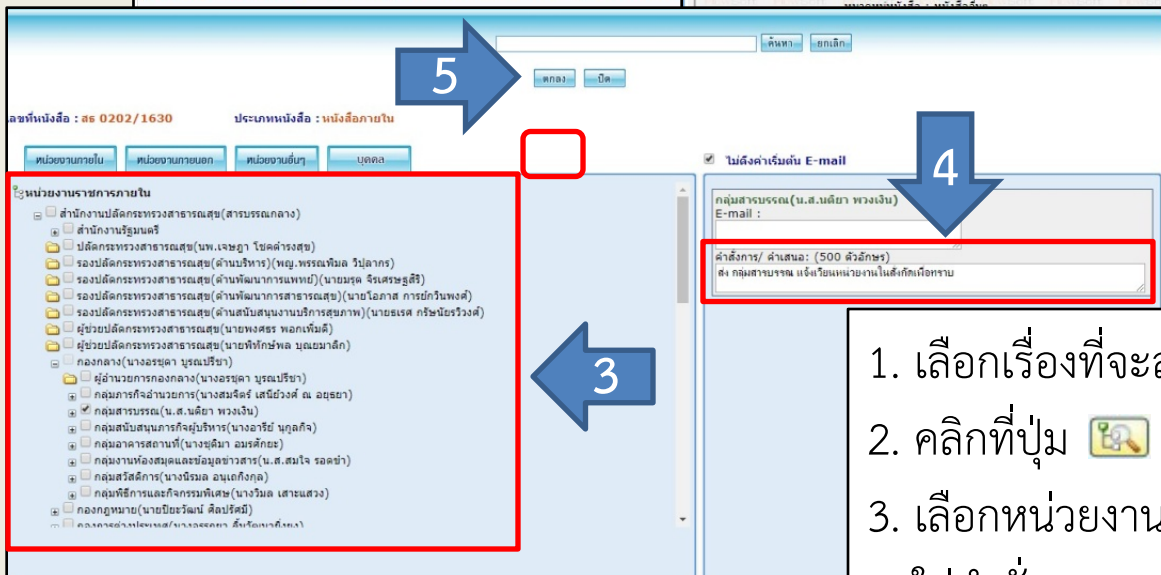 หมวดหมู่หนังสือ : หนังสืออื่นๆ
ค้นหา ยกเลิก
5
ตกลง ปิด
เลขที่หนังสือ : สธ 0202/1630 ประเภทหนังสือ : หนังสือภายใน
หน่วยงานภายใน หน่วยงานภายนอก หน่วยงานอื่นๆ บุคคล
ไม่ดึงค่าเริ่มต้น E-mail
4
หน่วยงานราชการภายใน
สำนักงานปลัดกระทรวงสาธารณสุข(สารบรรณกลาง)
สำนักงานรัฐมนตรี
ปลัดกระทรวงสาธารณสุข(นพ.เจษฎา โชคดำรงสุข)
รองปลัดกระทรวงสาธารณสุข(ด้านบริหาร)(พญ.พรรณพิมล วิปุลากร)
รองปลัดกระทรวงสาธารณสุข(ด้านพัฒนาการแพทย์)(นายมรุต จิรเศรษฐสิริ)
รองปลัดกระทรวงสาธารณสุข(ด้านพัฒนาการสาธารณสุข)(นายโอภาส การย์กวินพงศ์)
รองปลัดกระทรวงสาธารณสุข(ด้านสนับสนุนงานบริการสุขภาพ)(นายธเรศ กรัษนัยรวิวงค์)
ผู้ช่วยปลัดกระทรวงสาธารณสุข(นายพงศธร พอกเพิ่มดี)
ผู้ช่วยปลัดกระทรวงสาธารณสุข(นายพิทักษ์พล บุณยมาลิก)
กองกลาง(นางอรชุดา บูรณปรีชา)
ผู้อำนวยการกองกลาง(นางอรชุดา บูรณปรีชา)
กลุ่มภารกิจอำนวยการ(นางสมจิตร์ เสนีย์วงศ์ ณ อยุธยา)
กลุ่มสารบรรณ(น.ส.นติยา พวงเงิน)
กลุ่มสนับสนุนภารกิจผู้บริหาร(นางอารีย์ นุกูลกิจ)
กลุ่มอาคารสถานที่(นางชุติมา อมรศักยะ)
กลุ่มงานห้องสมุดและข้อมูลข่าวสาร(น.ส.สมใจ รอดขำ)
กลุ่มสวัสดิการ(นางนิรมล อนุเถกิงกุล)
กลุ่มพิธีการและกิจกรรมพิเศษ(นางวิมล เสาะแสวง)
กองกฎหมาย(นายปิยะวัฒน์ ศิลปรัศมี)
3
กลุ่มสารบรรณ(น.ส.นติยา พวงเงิน)
E-mail :
คำสั่งการ/ คำเสนอ: (500 ตัวอักษร)
ส่ง กลุ่มสารบรรณ แจ้งเวียนหน่วยงานในสังกัดเพื่อทราบ
1. เลือกเรื่องที่จะ
2. คลิกที่ปุ่ม
3. เลือกหน่วยงาน